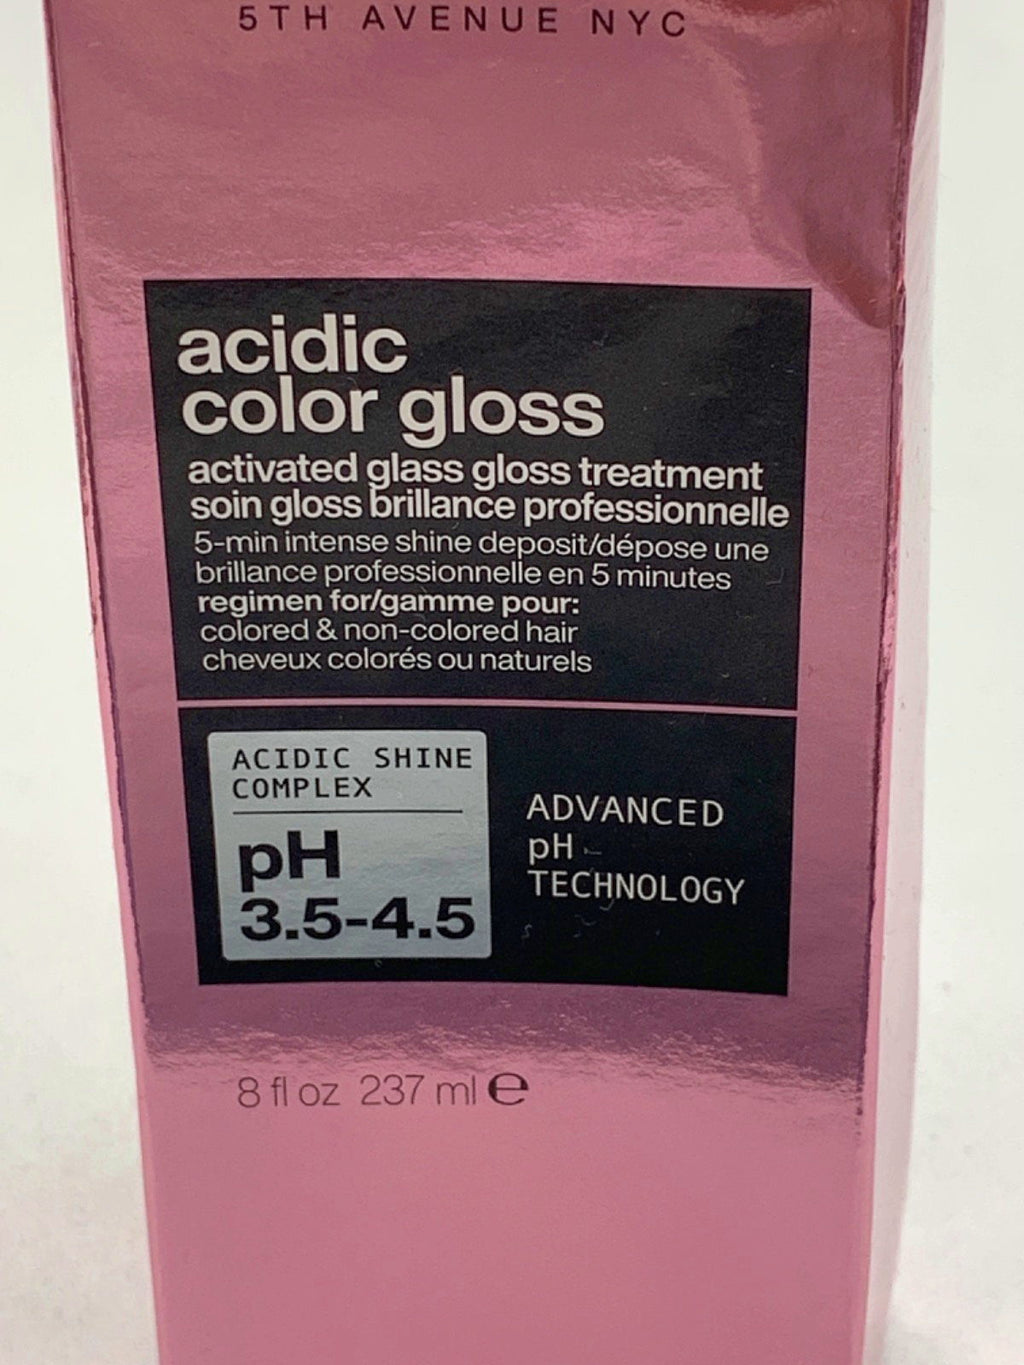 5TH AVENUE NYC
acidic
color gloss
activated glass gloss treatment
soin gloss brillance professionnelle
5-min intense shine deposit/dépose une
brillance professionnelle en 5 minutes
regimen for/gamme pour:
colored & non-colored hair
cheveux colorés ou naturels
ACIDIC SHINE
COMPLEX
pH
3.5-4.5
ADVANCED
pH
TECHNOLOGY
8 fl oz 237 ml ℮